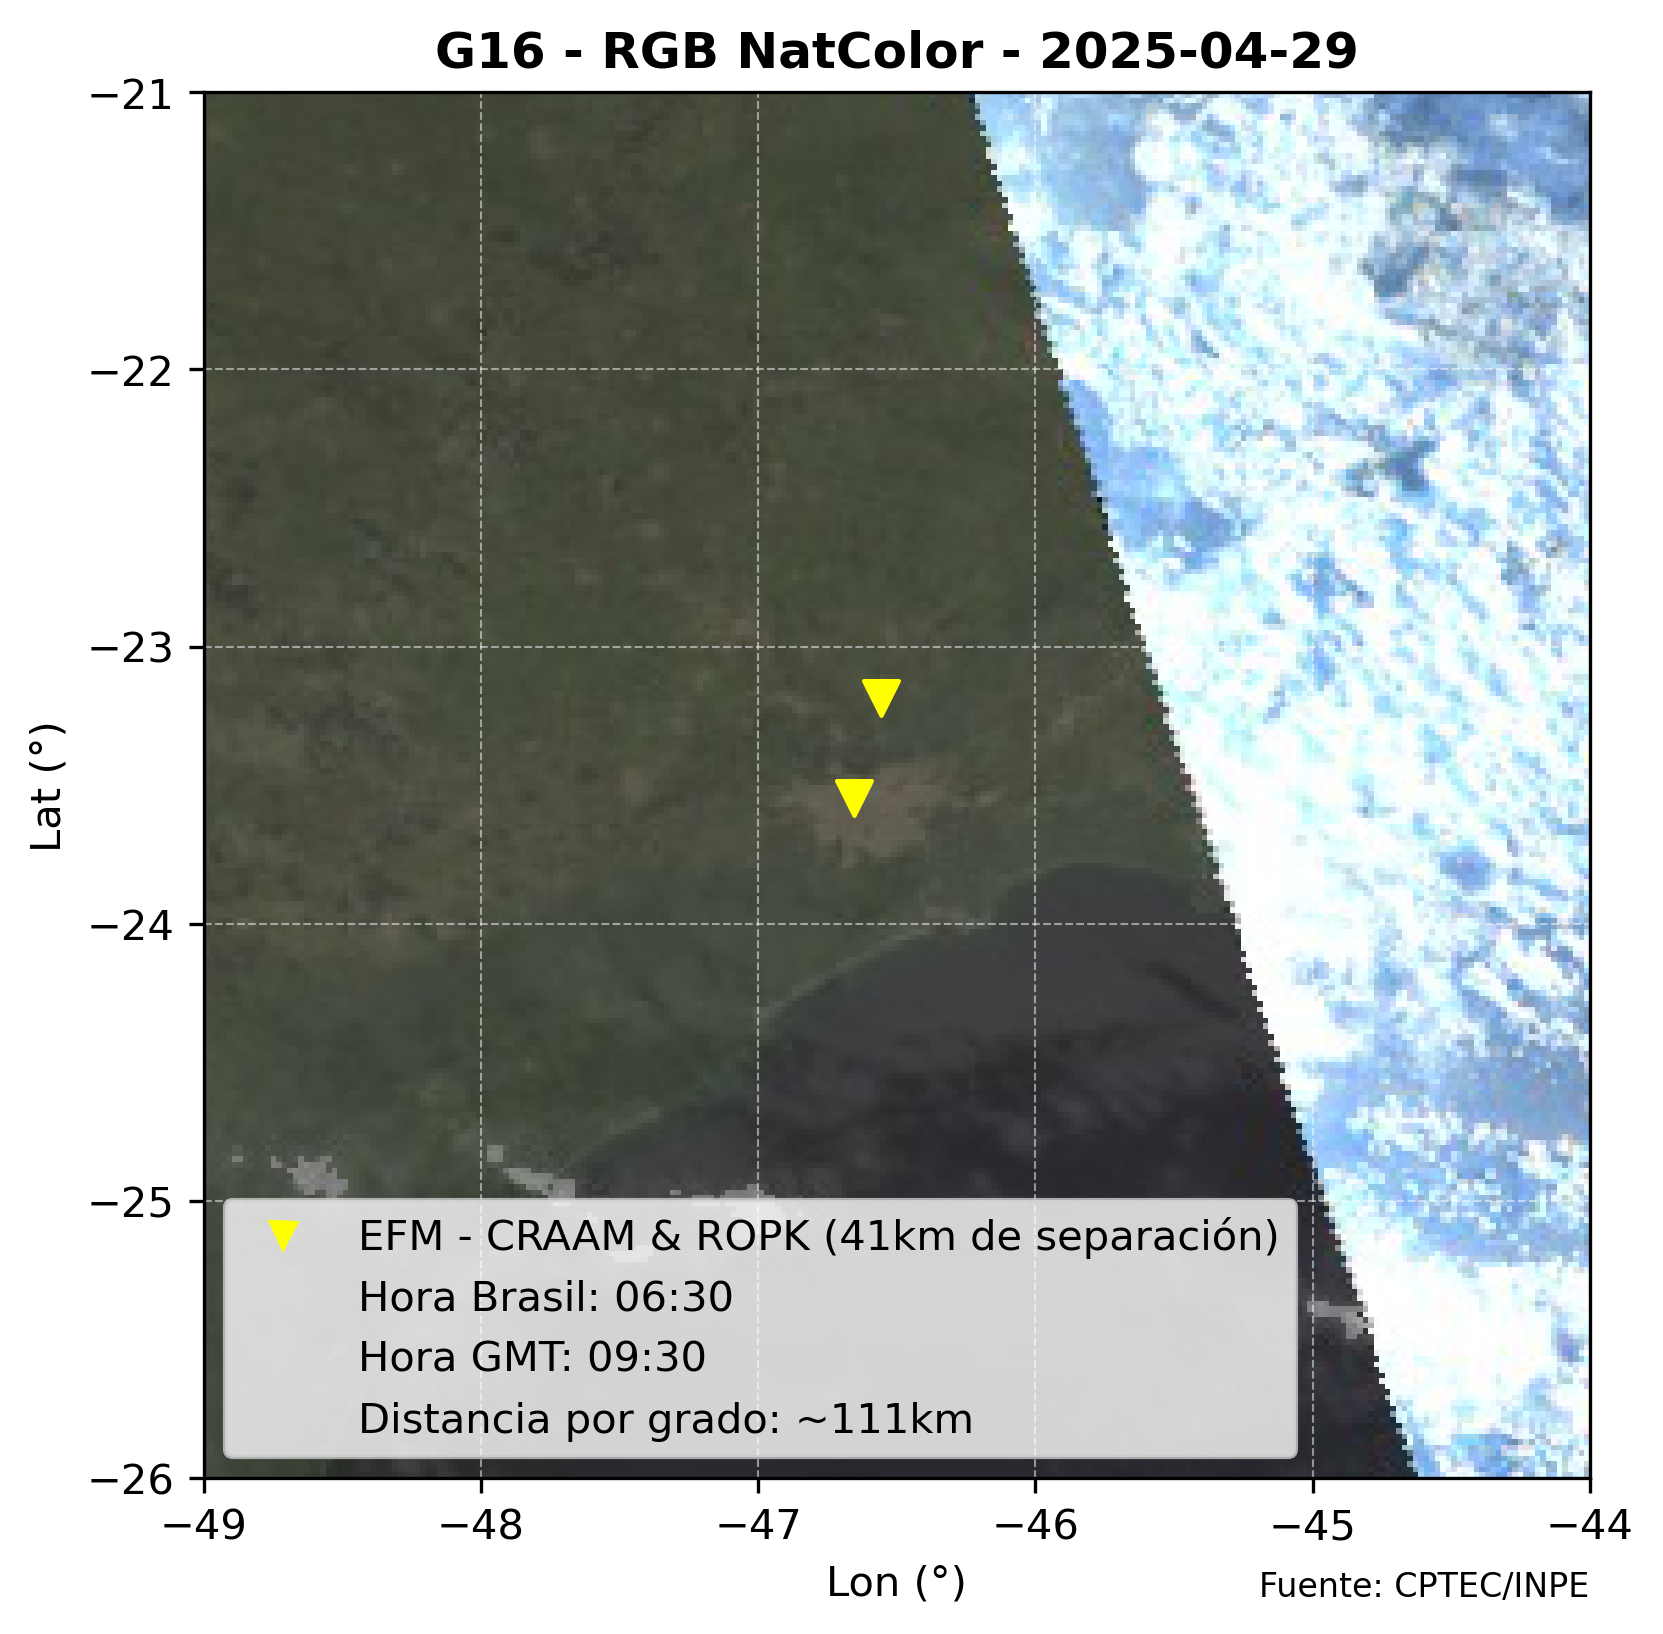 G16 - RGB NatColor - 2025-04-29
−21
−22
−23
−24
−25
−26
Lat (°)
EFM - CRAAM & ROPK (41km de separación)
Hora Brasil: 06:30
Hora GMT: 09:30
Distancia por grado: ~111km
−49 −48 −47 −46 −45 −44
Lon (°)
Fuente: CPTEC/INPE